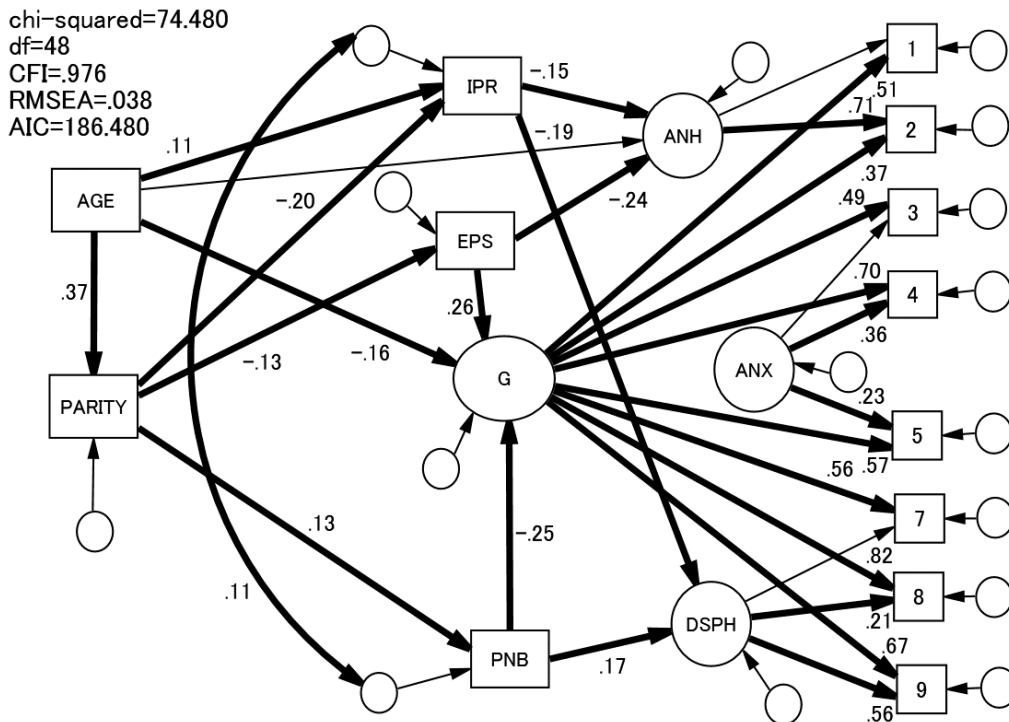 chi-squared=74.480
df=48
CFI=.976
RMSEA=.038
AIC=186.480
1
IPR
-.15
.51
.71
2
ANH
-.19
.11
.37
AGE
-.20
-.24
.49
3
EPS
.37
.26
.70
4
-.16
.36
-.13
G
ANX
PARITY
.23
5
.56
.57
7
.13
-.25
.82
.11
8
DSPH
.21
PNB
.17
.67
9
.56